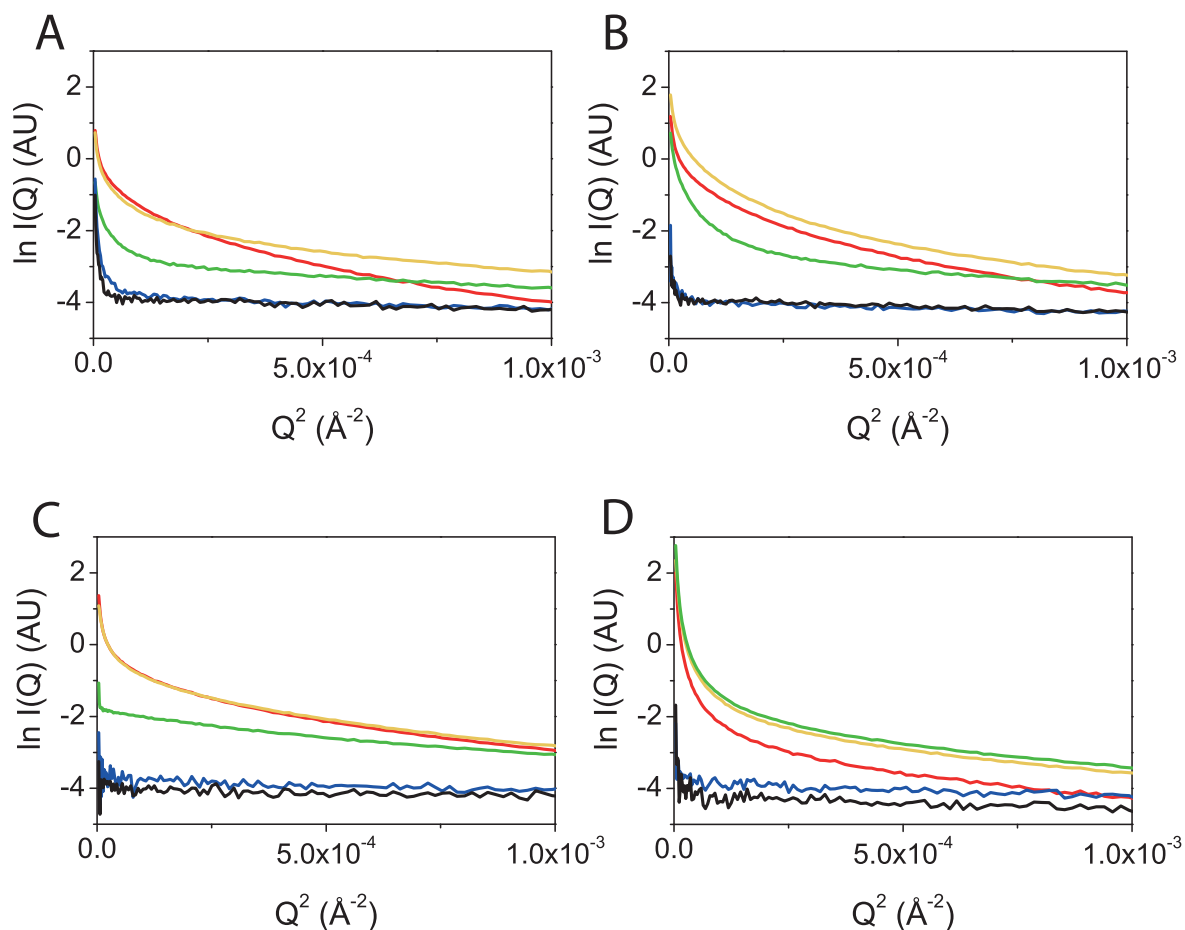 A
B
2
0
-2
-4
ln I(Q) (AU)
0.0
5.0x10⁻⁴
1.0x10⁻³
Q² (Å⁻²)
2
0
-2
-4
ln I(Q) (AU)
0.0
5.0x10⁻⁴
1.0x10⁻³
Q² (Å⁻²)
C
D
2
0
-2
-4
ln I(Q) (AU)
0.0
5.0x10⁻⁴
1.0x10⁻³
Q² (Å⁻²)
2
0
-2
-4
ln I(Q) (AU)
0.0
5.0x10⁻⁴
1.0x10⁻³
Q² (Å⁻²)